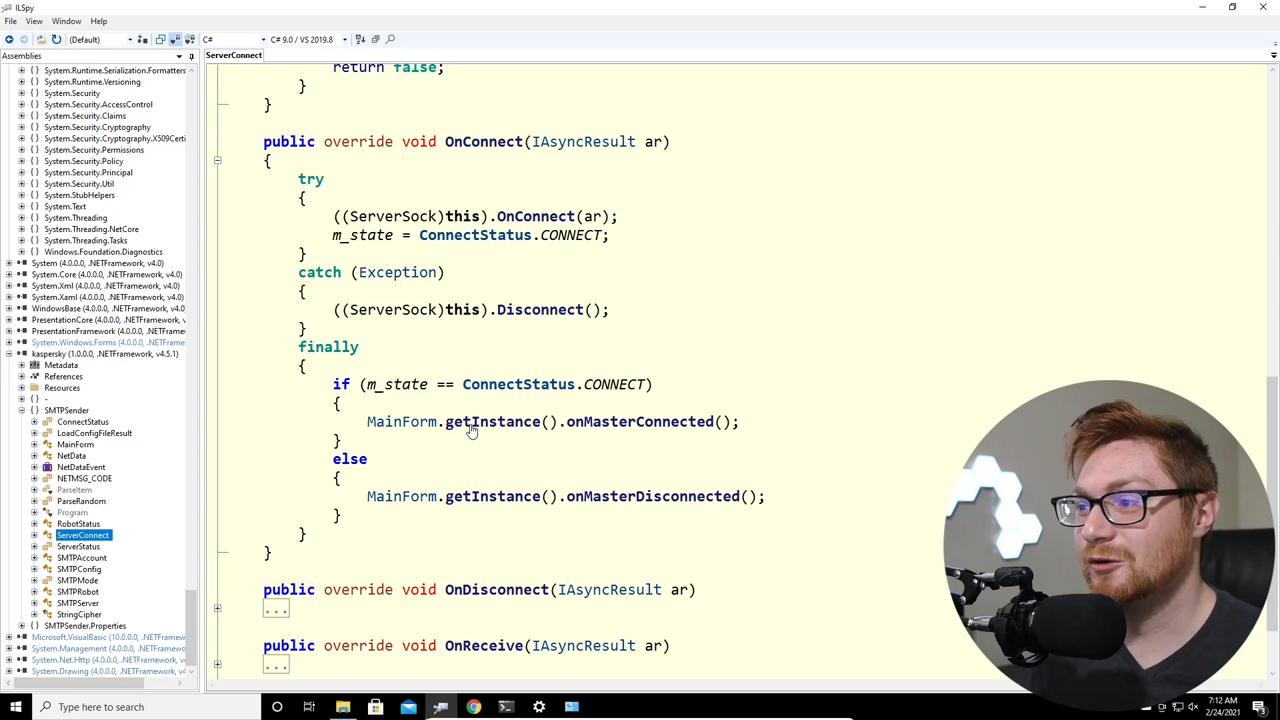 ILSpy
File View Window Help
(Default) C# C# 9.0 / VS 2019.8
Assemblies
ServerConnect
System.Runtime.Serialization.Formatters
System.Runtime.Versioning
System.Security
System.Security.AccessControl
System.Security.Claims
System.Security.Cryptography
System.Security.Cryptography.X509Certi
System.Security.Permissions
System.Security.Policy
System.Security.Principal
System.Security.Util
System.StubHelpers
System.Text
System.Threading
System.Threading.NetCore
System.Threading.Tasks
Windows.Foundation.Diagnostics
System (4.0.0.0, .NETFramework, v4.0)
System.Core (4.0.0.0, .NETFramework, v4.0)
System.Xml (4.0.0.0, .NETFramework, v4.0)
System.Xaml (4.0.0.0, .NETFramework, v4.0)
WindowsBase (4.0.0.0, .NETFramework, v4.0)
PresentationCore (4.0.0.0, .NETFramework, v
PresentationFramework (4.0.0.0, .NETFramew
System.Windows.Forms (4.0.0.0, .NETFrame
kaspersky (1.0.0.0, .NETFramework, v4.5.1)
Metadata
References
Resources
-
SMTPSender
ConnectStatus
LoadConfigFileResult
MainForm
NetData
NetDataEvent
NETMSG_CODE
ParseItem
ParseRandom
Program
RobotStatus
ServerConnect
ServerStatus
SMTPAccount
SMTPConfig
SMTPMode
SMTPRobot
SMTPServer
StringCipher
SMTPSender.Properties
Microsoft.VisualBasic (10.0.0.0, .NETFramew
System.Management (4.0.0.0, .NETFramewo
System.Net.Http (4.0.0.0, .NETFramework, v
System.Drawing (4.0.0.0, .NETFramework, v4
return false;
}
}
public override void OnConnect(IAsyncResult ar)
{
try
{
((ServerSock)this).OnConnect(ar);
m_state = ConnectStatus.CONNECT;
}
catch (Exception)
{
((ServerSock)this).Disconnect();
}
finally
{
if (m_state == ConnectStatus.CONNECT)
{
MainForm.getInstance().onMasterConnected();
}
else
{
MainForm.getInstance().onMasterDisconnected();
}
}
}
public override void OnDisconnect(IAsyncResult ar)
...
public override void OnReceive(IAsyncResult ar)
...
Type here to search
7:12 AM
2/24/2021